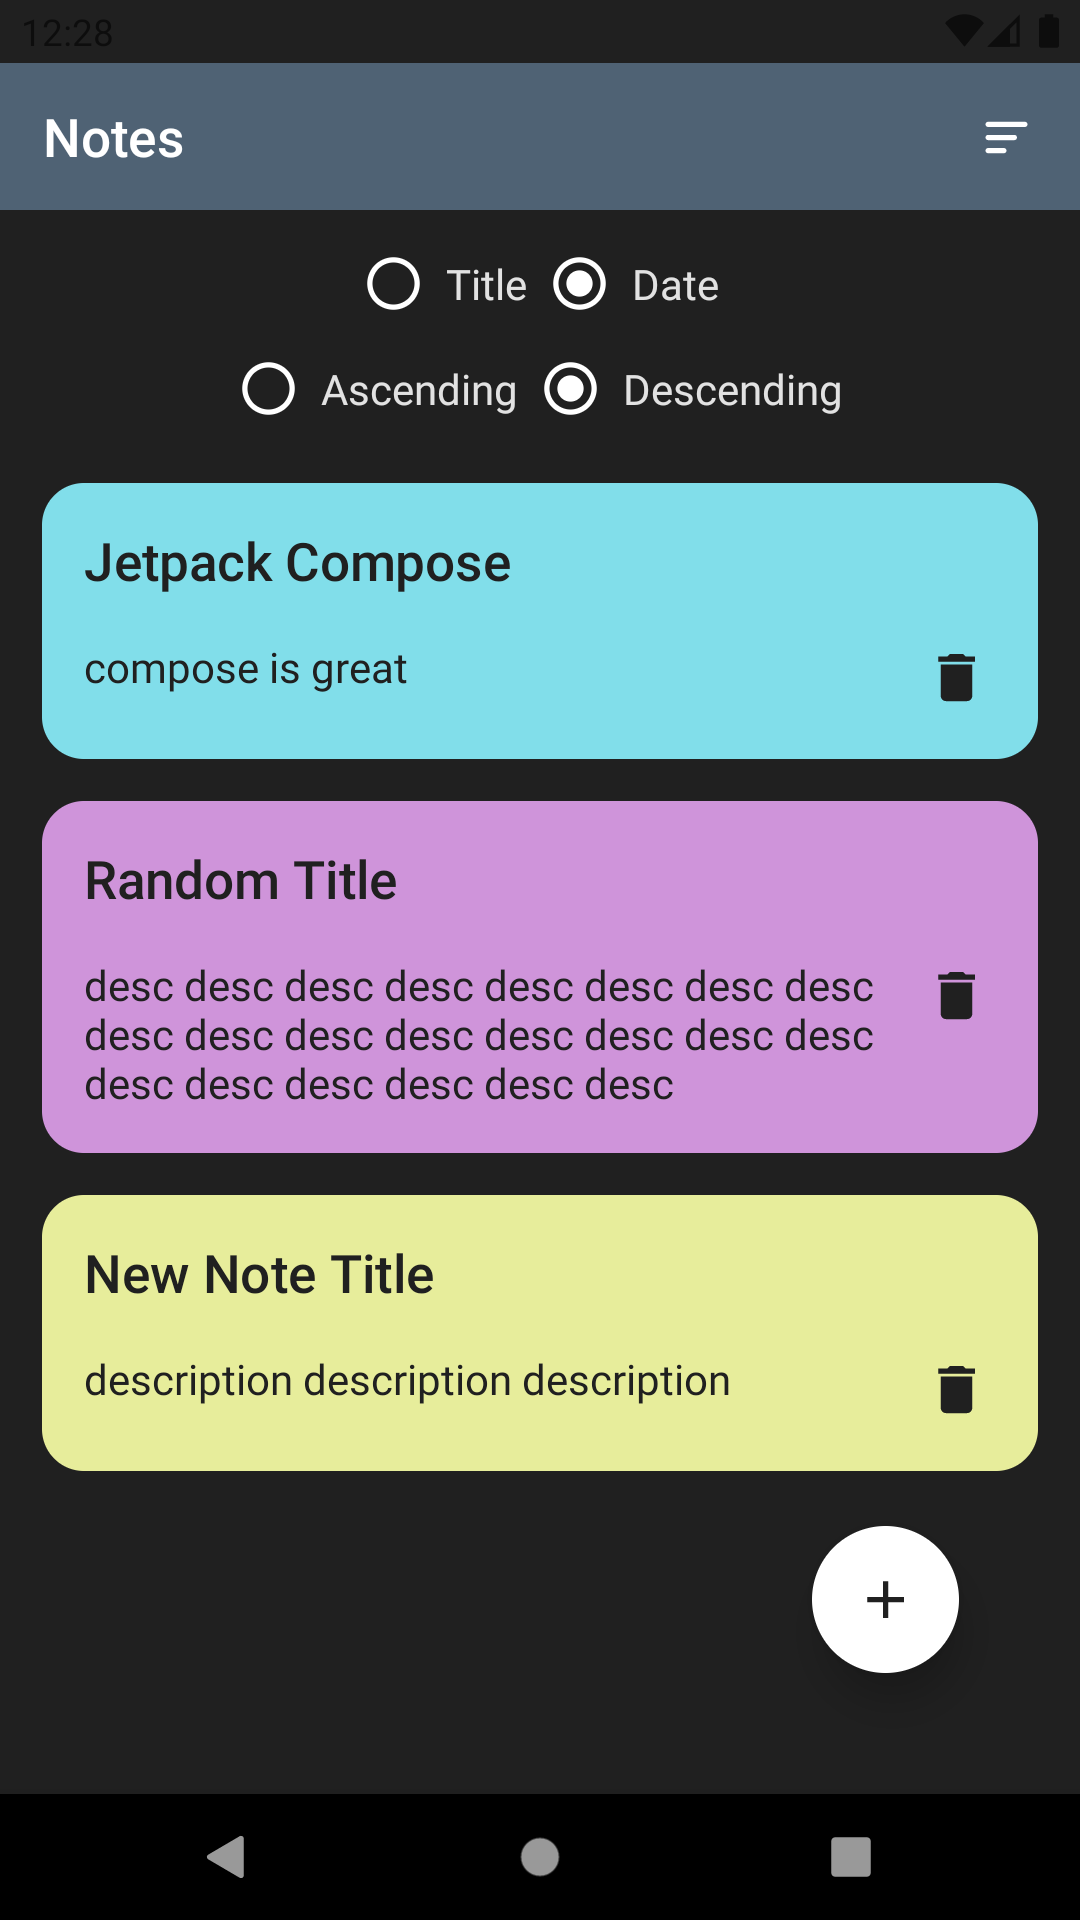 12:28
Notes
Title Date
Ascending Descending
Jetpack Compose
compose is great
Random Title
desc desc desc desc desc desc desc desc
desc desc desc desc desc desc desc desc
desc desc desc desc desc desc
New Note Title
description description description